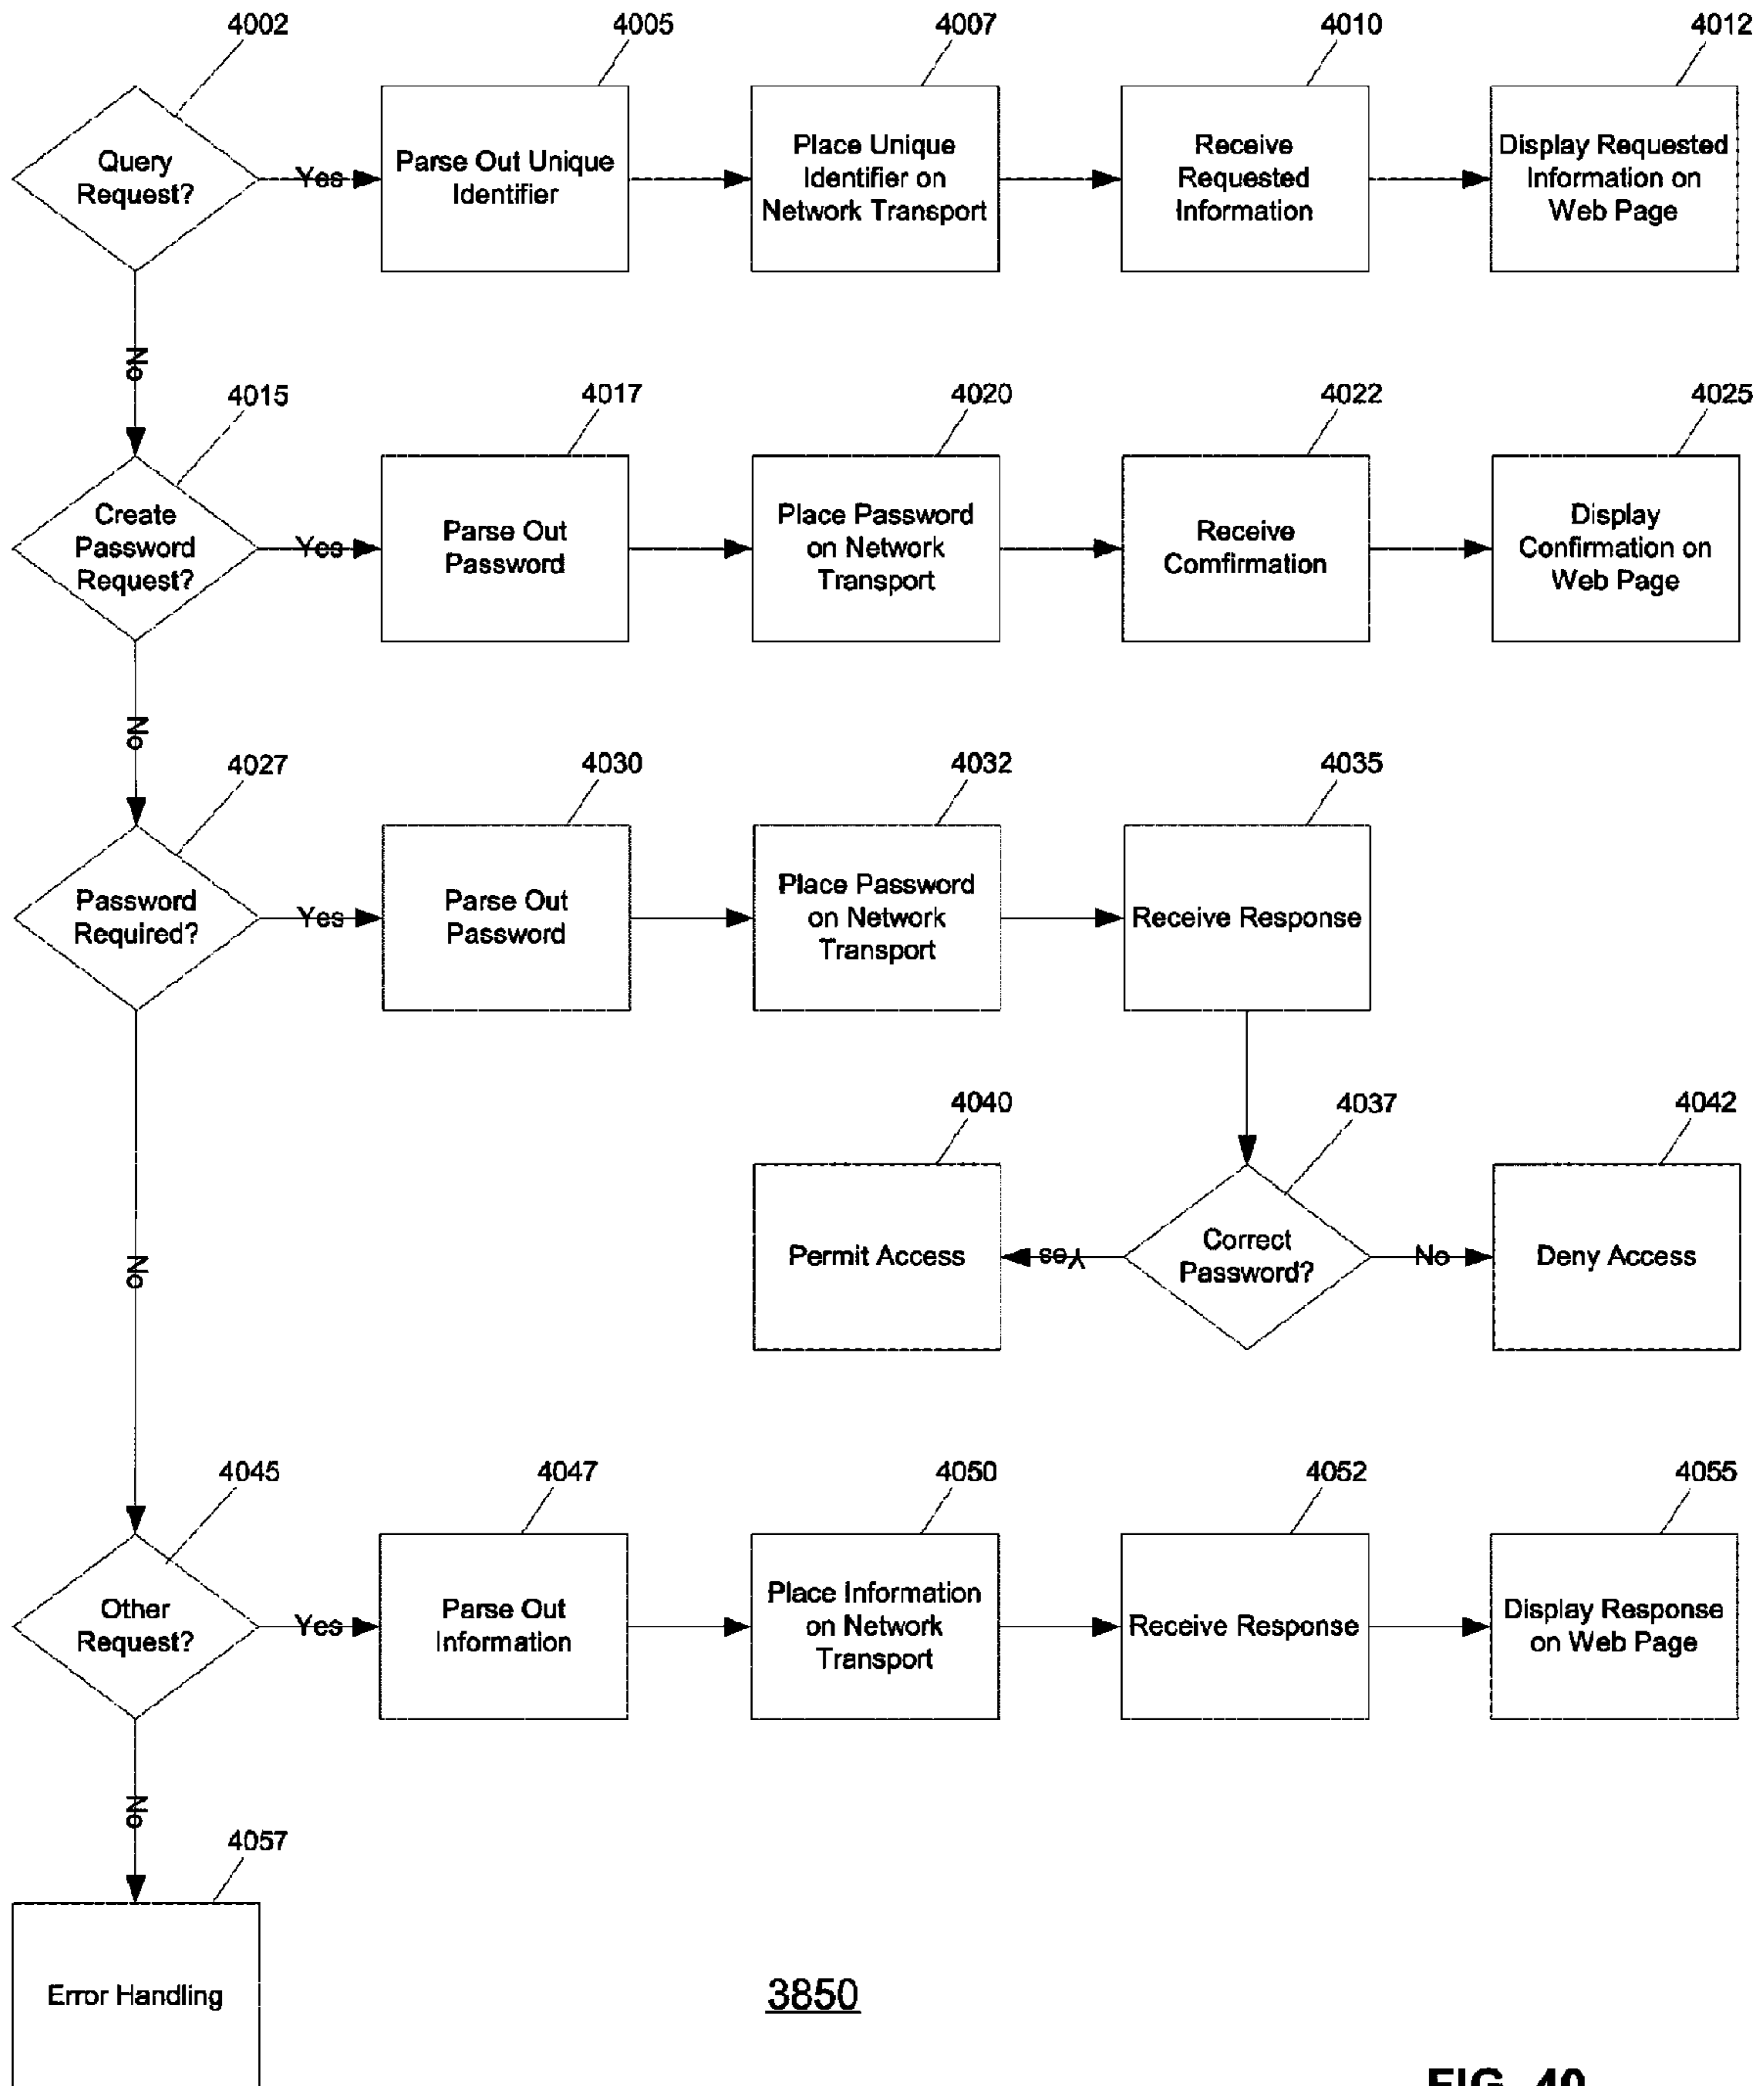 4002
4005
4007
4010
4012
Query
Request?
Yes
Parse Out Unique
Identifier
Place Unique
Identifier on
Network Transport
Receive
Requested
Information
Display Requested
Information on
Web Page
No
4015
4017
4020
4022
4025
Create
Password
Request?
Yes
Parse Out
Password
Place Password
on Network
Transport
Receive
Comfirmation
Display
Confirmation on
Web Page
No
4027
4030
4032
4035
Password
Required?
Yes
Parse Out
Password
Place Password
on Network
Transport
Receive Response
4040
4037
4042
Permit Access
Yes
Correct
Password?
No
Deny Access
No
4045
4047
4050
4052
4055
Other
Request?
Yes
Parse Out
Information
Place Information
on Network
Transport
Receive Response
Display Response
on Web Page
No
4057
Error Handling
3850
FIG. 40